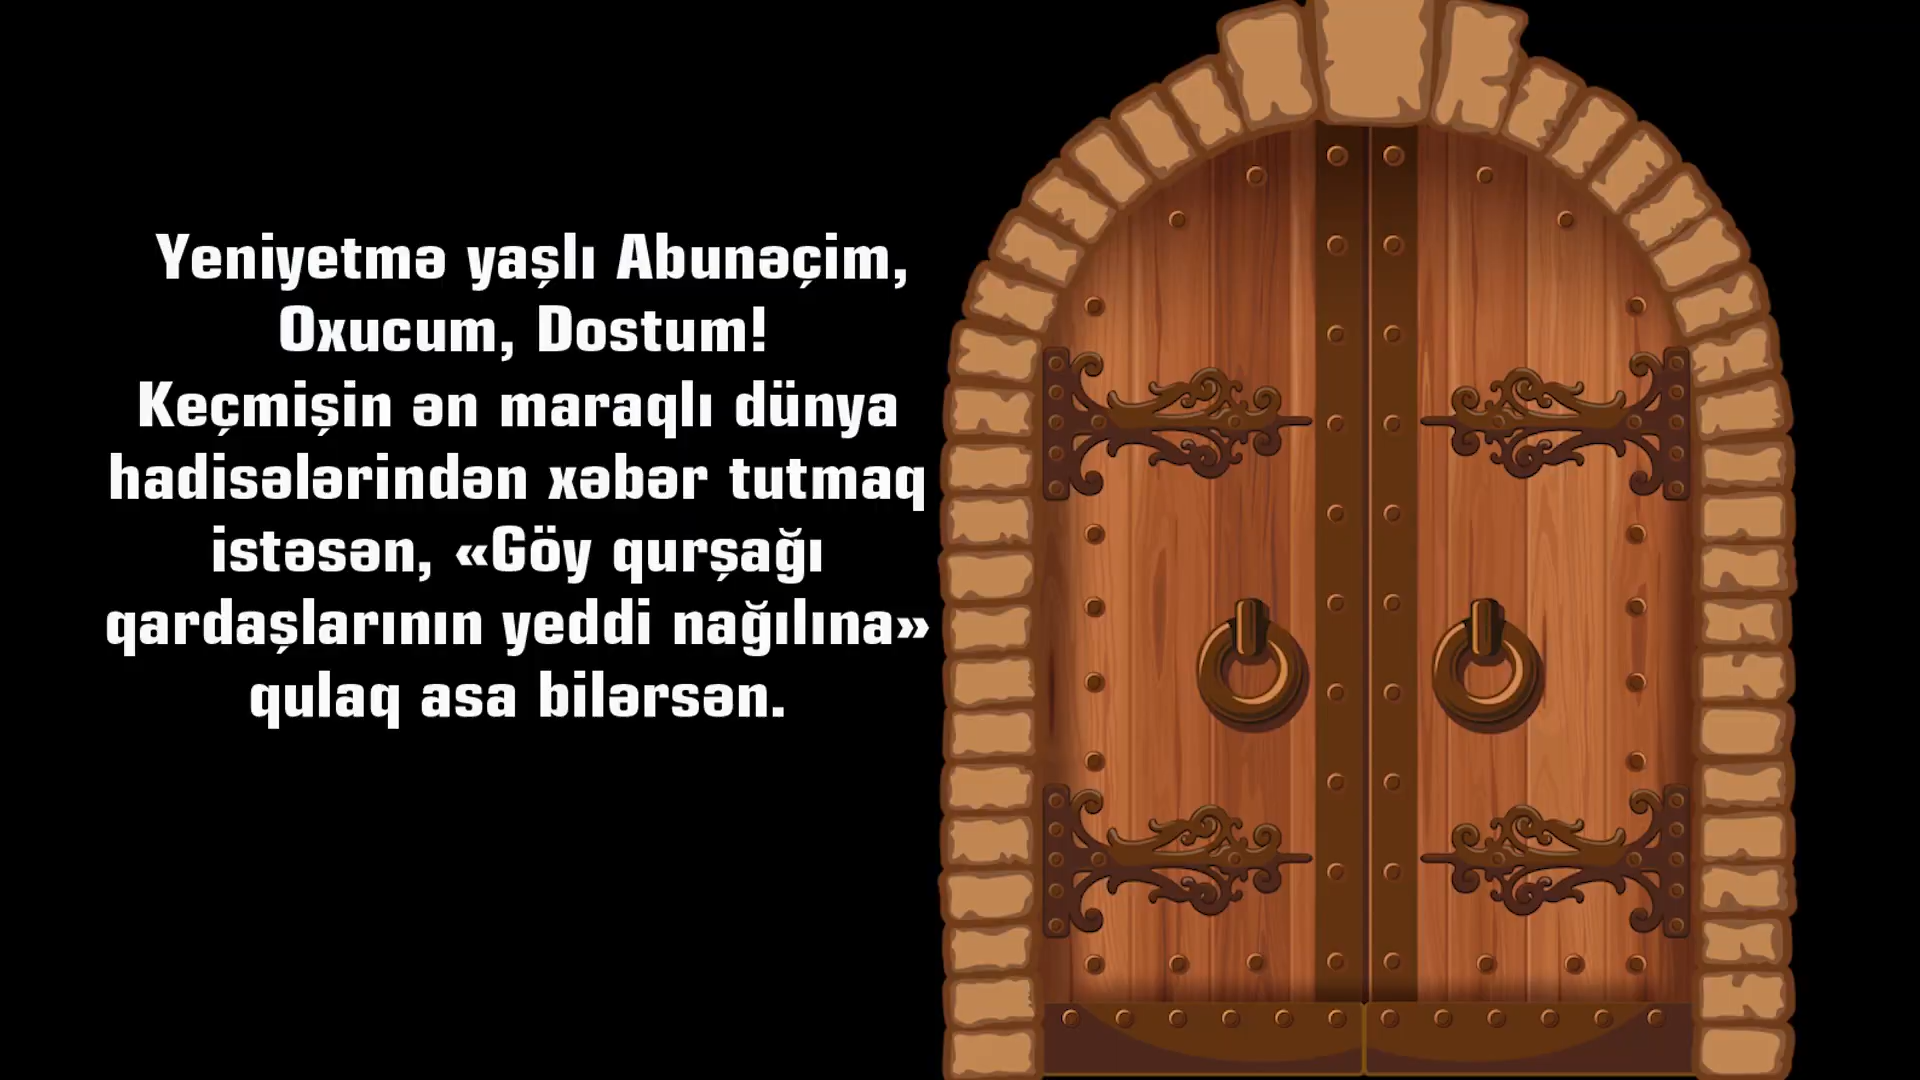 Yeniyetmə yaşlı Abunəçim,
Oxucum, Dostum!
Keçmişin ən maraqlı dünya
hadisələrindən xəbər tutmaq
istəsən, «Göy qurşağı
qardaşlarının yeddi nağılına»
qulaq asa bilərsən.